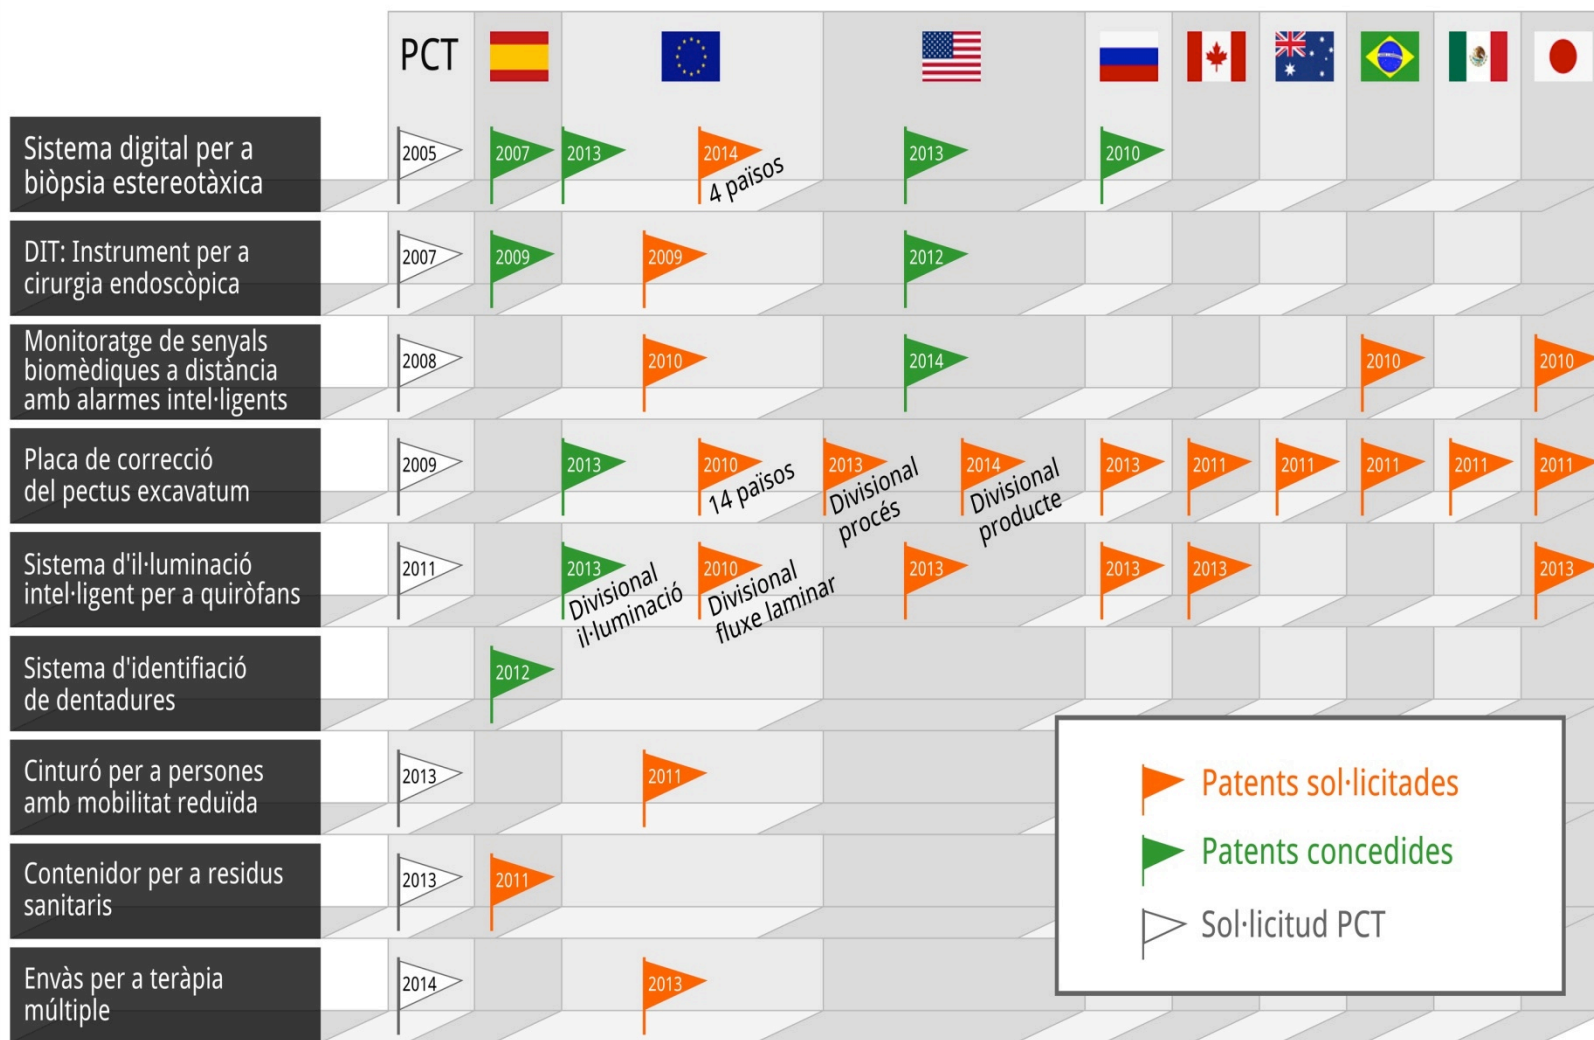 PCT
Sistema digital per a
biòpsia estereotàxica
2005
2007
2013
2014
4 països
2013
2010
DIT: Instrument per a
cirurgia endoscòpica
2007
2009
2009
2012
Monitoratge de senyals
biomèdiques a distància
amb alarmes intel·ligents
2008
2010
2014
2010
2010
Placa de correcció
del pectus excavatum
2009
2013
2010
14 països
2013
Divisional
procés
2014
Divisional
producte
2013
2011
2011
2011
2011
2011
Sistema d'il·luminació
intel·ligent per a quiròfans
2011
2013
Divisional
il·luminació
2010
Divisional
fluxe laminar
2013
2013
2013
2013
Sistema d'identifiació
de dentadures
2012
Cinturó per a persones
amb mobilitat reduïda
2013
2011
Contenidor per a residus
sanitaris
2013
2011
Envàs per a teràpia
múltiple
2014
2013
Patents sol·licitades
Patents concedides
Sol·licitud PCT